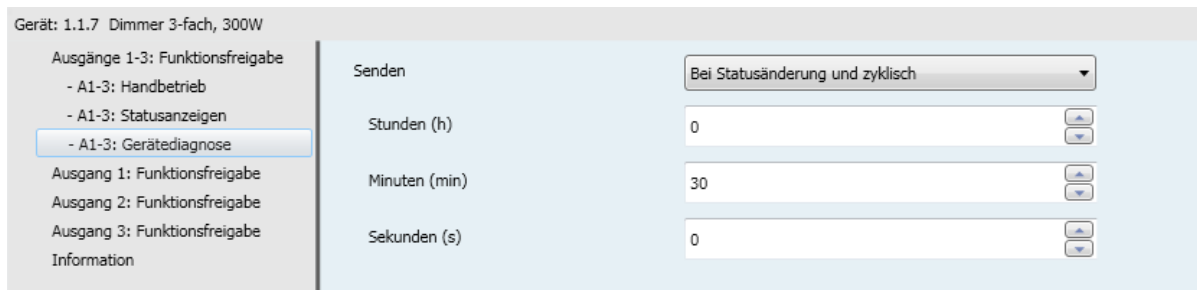 Gerät: 1.1.7 Dimmer 3-fach, 300W
Ausgänge 1-3: Funktionsfreigabe
- A1-3: Handbetrieb
- A1-3: Statusanzeigen
- A1-3: Gerätediagnose
Ausgang 1: Funktionsfreigabe
Ausgang 2: Funktionsfreigabe
Ausgang 3: Funktionsfreigabe
Information
Senden Bei Statusänderung und zyklisch
Stunden (h) 0
Minuten (min) 30
Sekunden (s) 0